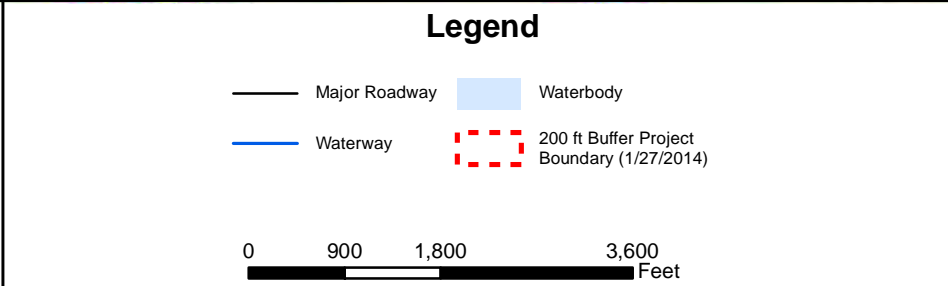 Legend
Major Roadway
Waterbody
Waterway
200 ft Buffer Project
Boundary (1/27/2014)
0 900 1,800 3,600
Feet